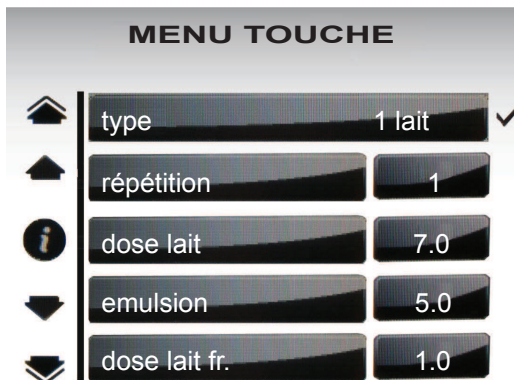 MENU TOUCHE
type 1 lait
répétition 1
i
dose lait 7.0
emulsion 5.0
dose lait fr. 1.0